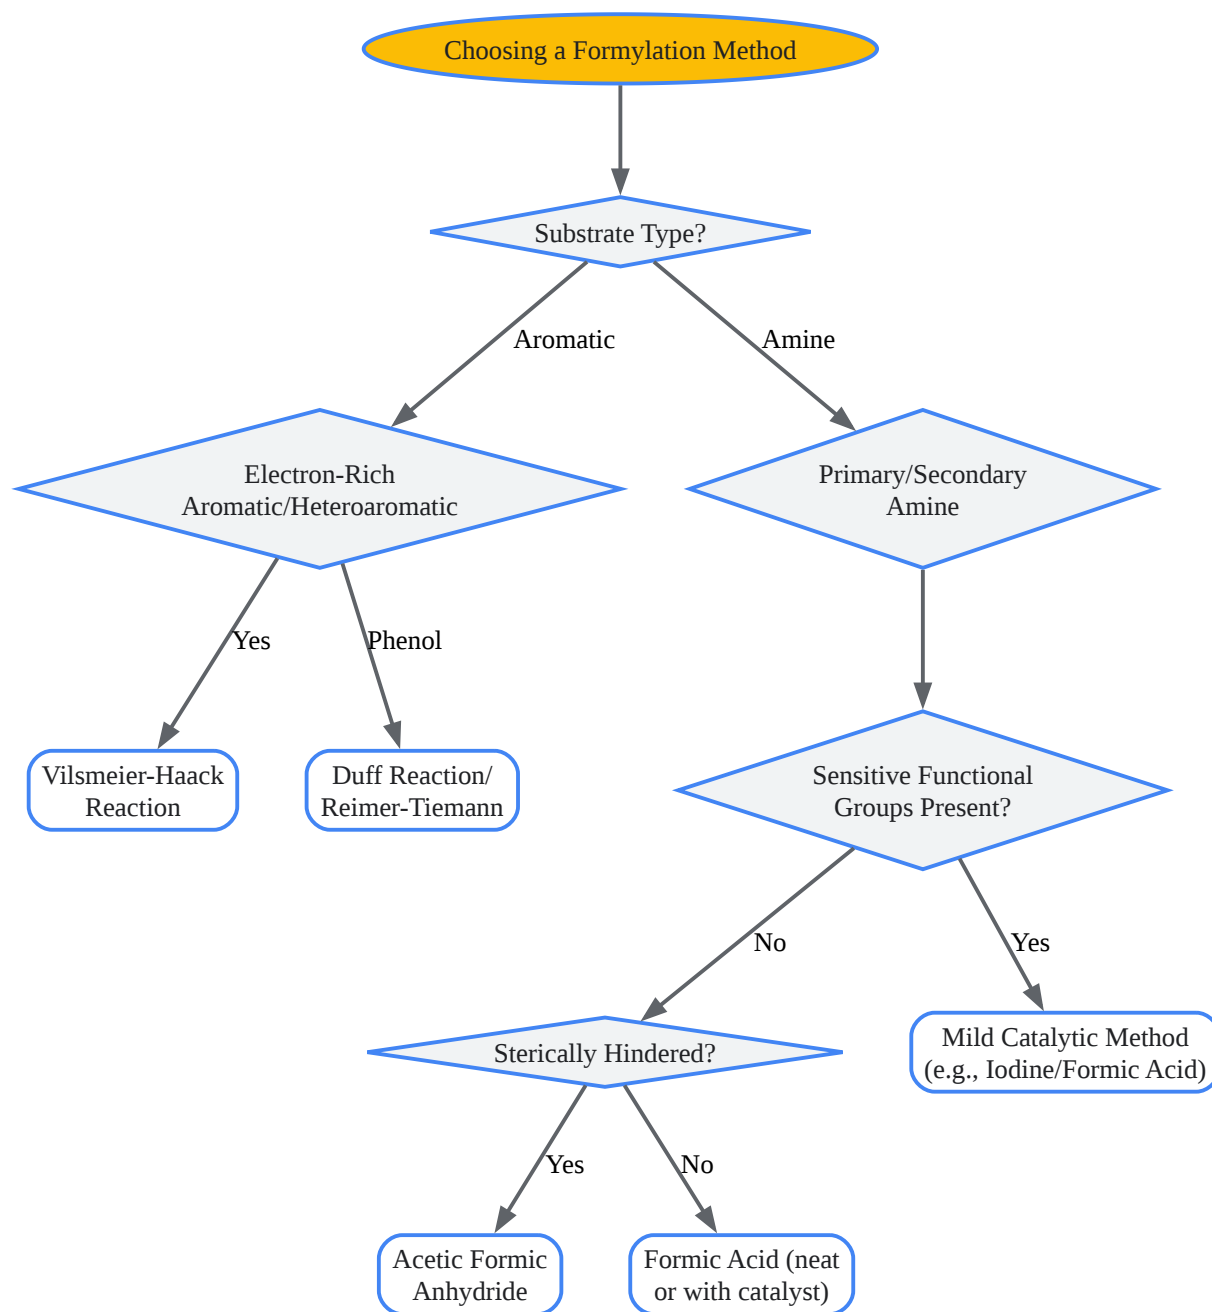 Choosing a Formylation Method
Substrate Type?
Aromatic
Amine
Electron-Rich
Aromatic/Heteroaromatic
Primary/Secondary
Amine
Yes
Phenol
Vilsmeier-Haack
Reaction
Duff Reaction/
Reimer-Tiemann
Sensitive Functional
Groups Present?
No
Yes
Sterically Hindered?
Mild Catalytic Method
(e.g., Iodine/Formic Acid)
Yes
No
Acetic Formic
Anhydride
Formic Acid (neat
or with catalyst)